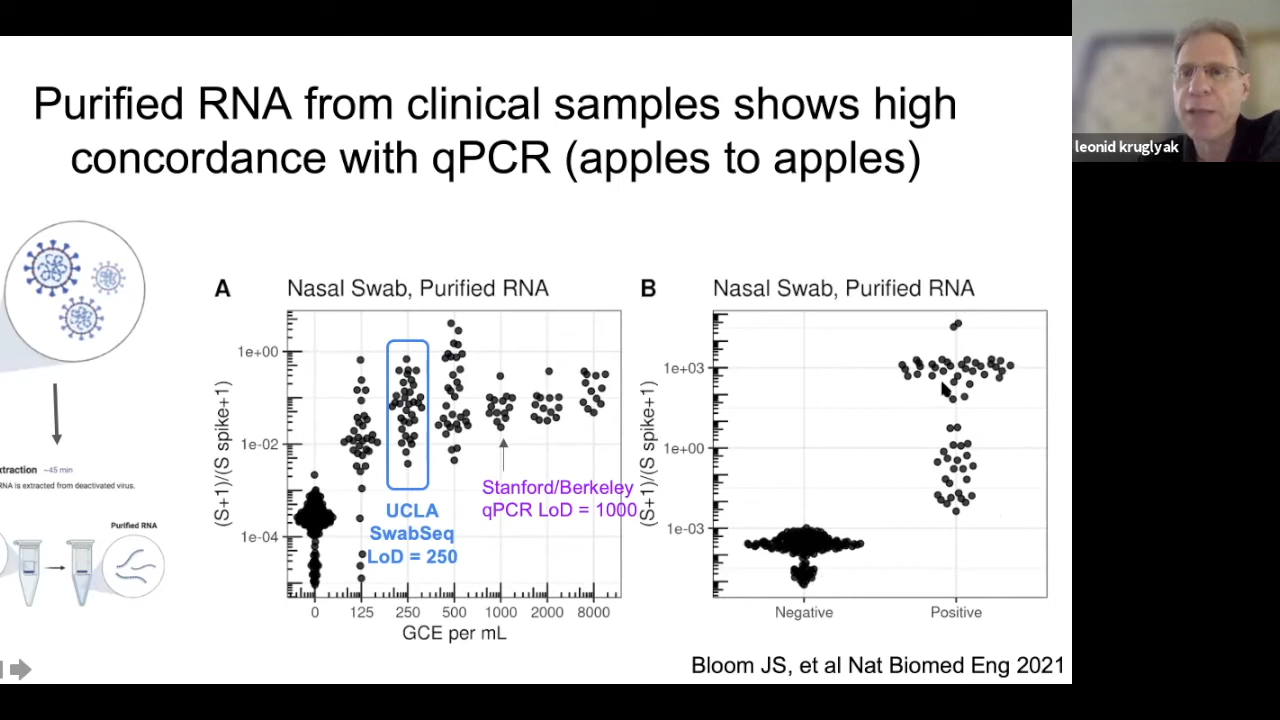 Purified RNA from clinical samples shows high
concordance with qPCR (apples to apples)
leonid kruglyak
traction ~45 min
RNA is extracted from deactivated virus.
Purified RNA
A
Nasal Swab, Purified RNA
(S+1)/(S spike+1)
1e+00
1e-02
1e-04
0 125 250 500 1000 2000 8000
GCE per mL
UCLA
SwabSeq
LoD = 250
Stanford/Berkeley
qPCR LoD = 1000
B
Nasal Swab, Purified RNA
(S+1)/(S spike+1)
1e+03
1e+00
1e-03
Negative Positive
Bloom JS, et al Nat Biomed Eng 2021